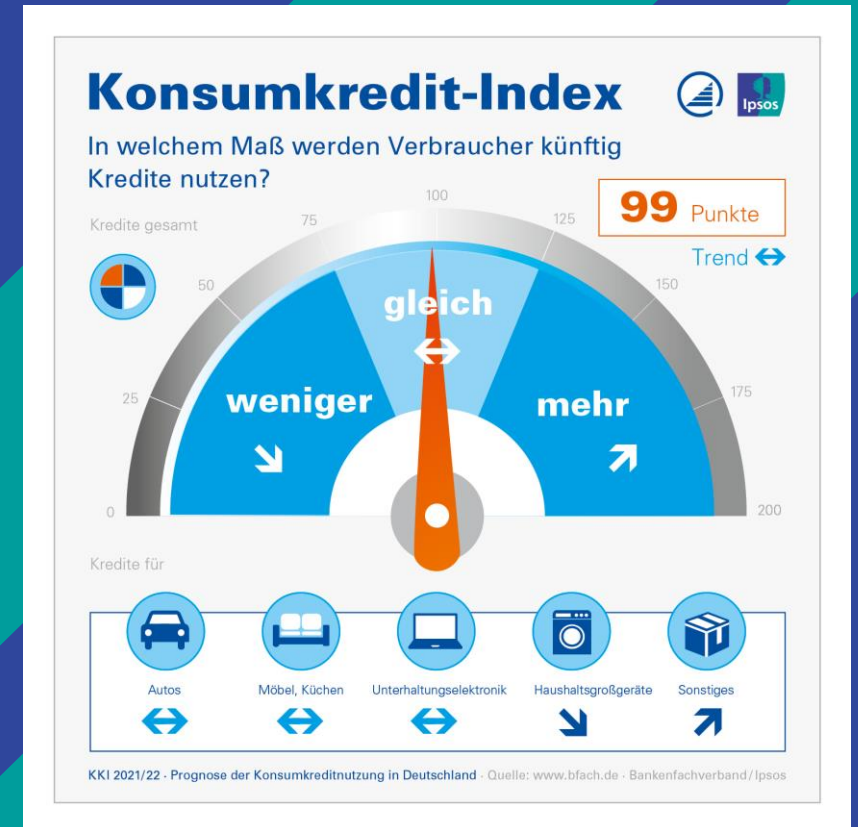 Konsumkredit-Index
Ipsos
In welchem Maß werden Verbraucher künftig
Kredite nutzen?
99 Punkte
Trend
Kredite gesamt
0
25
50
75
100
125
150
175
200
weniger
gleich
mehr
Kredite für
Autos
Möbel, Küchen
Unterhaltungselektronik
Haushaltsgroßgeräte
Sonstiges
KKI 2021/22 - Prognose der Konsumkreditnutzung in Deutschland · Quelle: www.bfach.de · Bankenfachverband/Ipsos